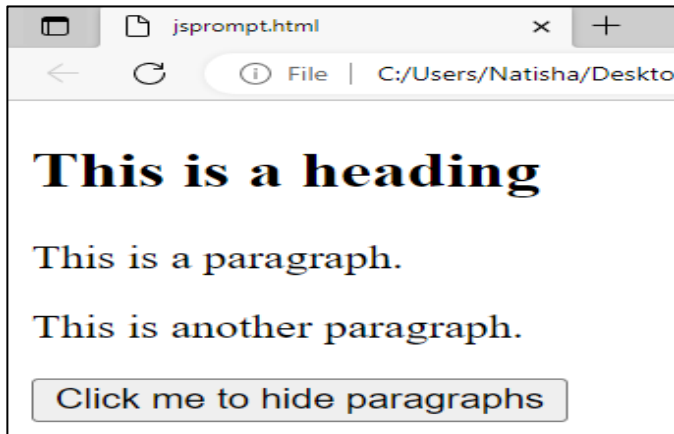 jsprompt.html
File | C:/Users/Natisha/Deskto
This is a heading
This is a paragraph.
This is another paragraph.
Click me to hide paragraphs